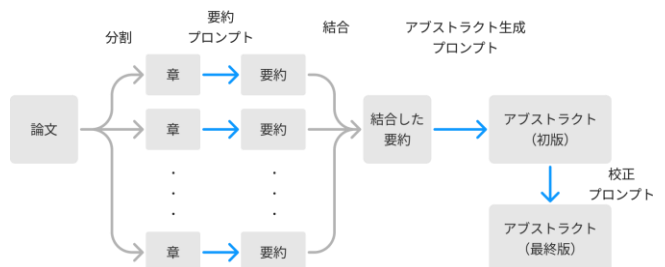 分割
要約
プロンプト
結合
アブストラクト生成
プロンプト
論文
章
要約
章
要約
・
・
・
・
・
・
章
要約
結合した
要約
アブストラクト
（初版）
校正
プロンプト
アブストラクト
（最終版）